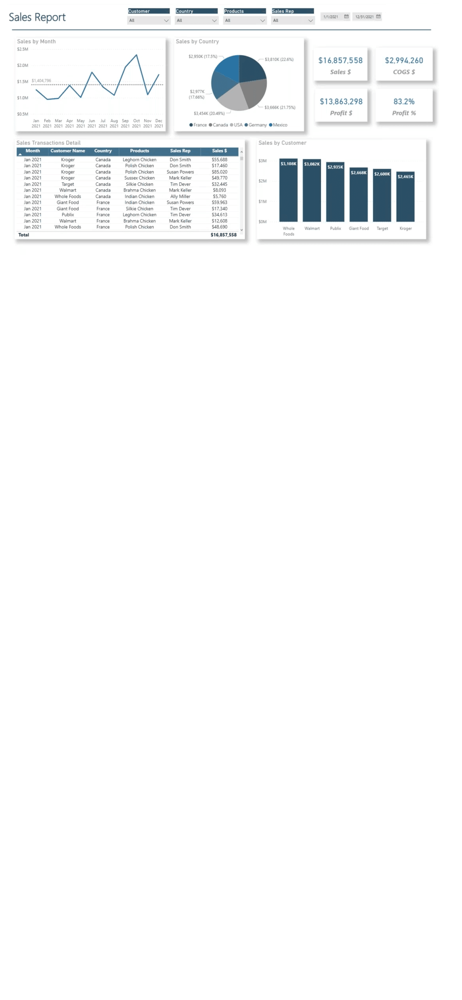 Sales Report
Customer
All
Country
All
Products
All
Sales Rep
All
1/1/2021
12/31/2021
Sales by Month
$2.5M
$2.0M
$1.5M
$1,404,796
$1.0M
$0.5M
Jan Feb Mar Apr May Jun Jul Aug Sep Oct Nov Dec
2021 2021 2021 2021 2021 2021 2021 2021 2021 2021 2021 2021
Sales by Country
$2,950K (17.5%)
$3,810K (22.6%)
$2,977K
(17.66%)
$3,666K (21.75%)
$3,454K (20.49%)
France Canada USA Germany Mexico
$16,857,558
Sales $
$2,994,260
COGS $
$13,863,298
Profit $
83.2%
Profit %
Sales Transactions Detail
Month Customer Name Country Products Sales Rep Sales $
Jan 2021 Kroger Canada Leghorn Chicken Don Smith $55,688
Jan 2021 Kroger Canada Polish Chicken Don Smith $17,460
Jan 2021 Kroger Canada Polish Chicken Susan Powers $85,020
Jan 2021 Kroger Canada Sussex Chicken Mark Keller $49,770
Jan 2021 Target Canada Silkie Chicken Tim Dever $32,445
Jan 2021 Walmart Canada Brahma Chicken Mark Keller $8,093
Jan 2021 Whole Foods Canada Indian Chicken Ally Miller $5,760
Jan 2021 Giant Food France Indian Chicken Susan Powers $59,963
Jan 2021 Giant Food France Silkie Chicken Tim Dever $17,340
Jan 2021 Publix France Leghorn Chicken Tim Dever $34,613
Jan 2021 Walmart France Brahma Chicken Mark Keller $12,608
Jan 2021 Whole Foods France Polish Chicken Don Smith $48,690
Total $16,857,558
Sales by Customer
$3M
$2M
$1M
$0M
$3,108K
$3,082K
$2,935K
$2,668K
$2,600K
$2,465K
Whole Walmart Publix Giant Food Target Kroger
Foods